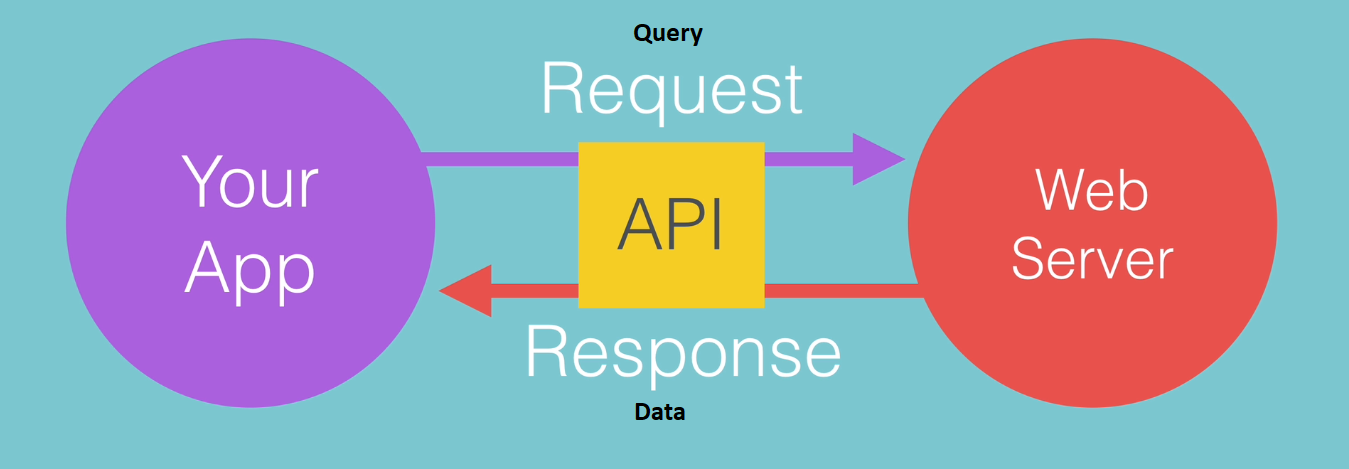 Query
Request
Your
App
API
Web
Server
Response
Data